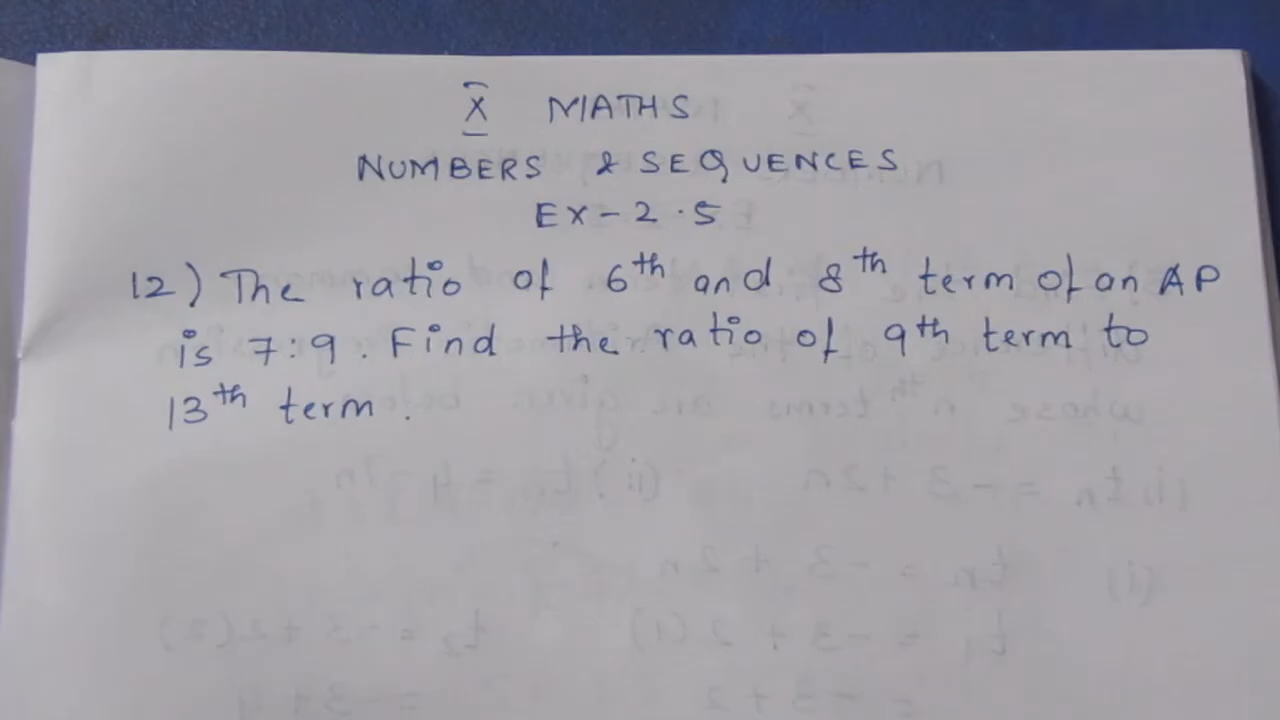 X MATHS
NUMBERS & SEQUENCES
EX-2.5
12) The ratio of 6th and 8th term of an AP
is 7:9. Find the ratio of 9th term to
13th term.